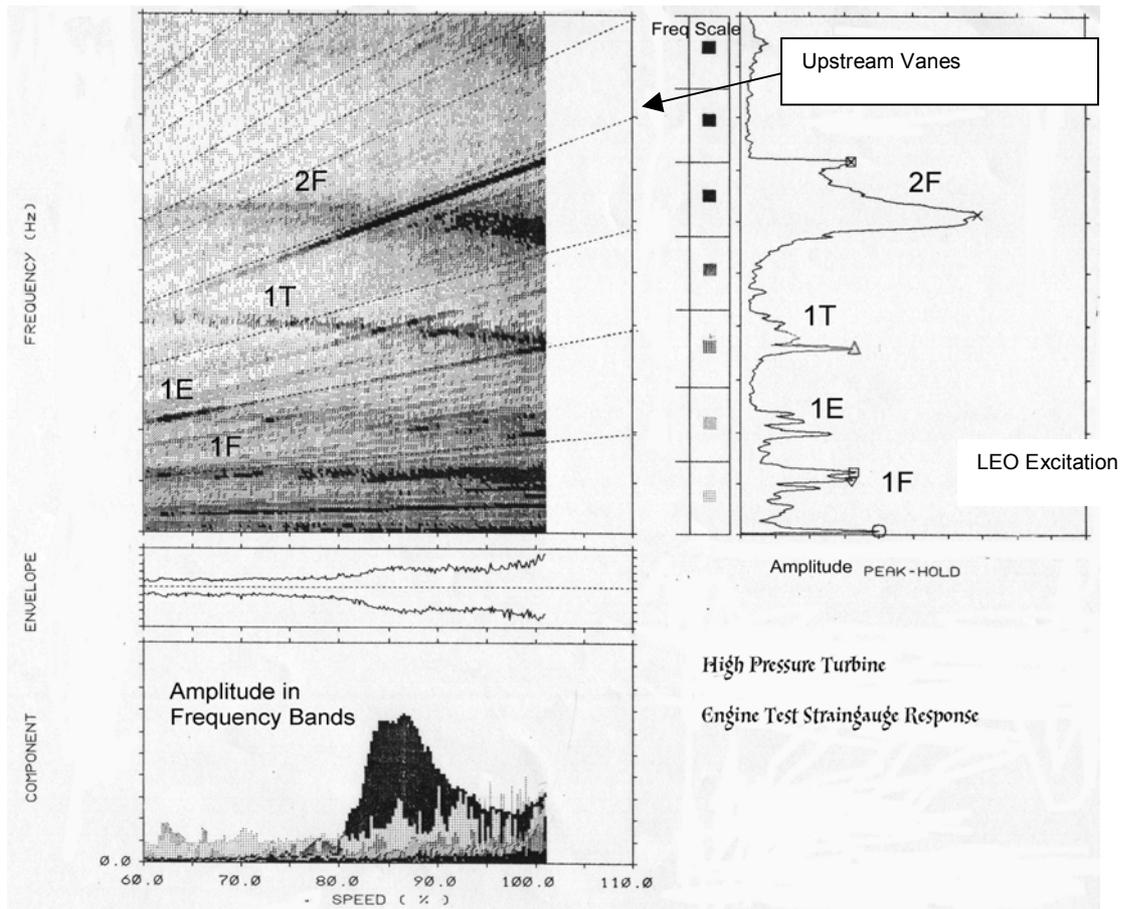 Freq Scale
Upstream Vanes
FREQUENCY (Hz)
2F
1T
1E
1F
2F
1T
1E
1F
LEO Excitation
Amplitude PEAK-HOLD
ENVELOPE
High Pressure Turbine
Engine Test Straingauge Response
Amplitude in
Frequency Bands
COMPONENT
0.0
60.0 70.0 80.0 90.0 100.0 110.0
- SPEED ( % )